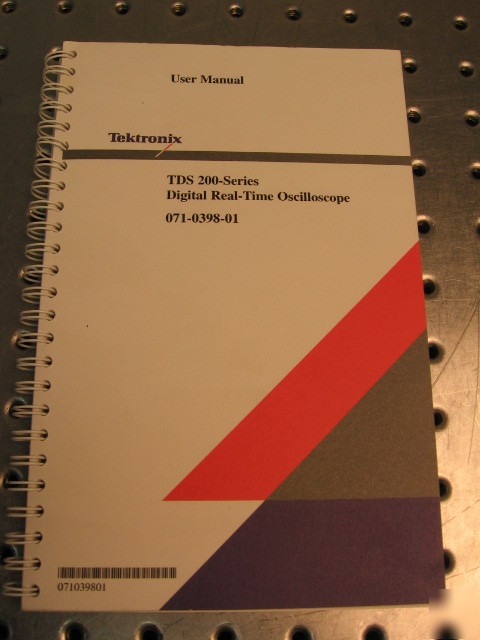 User Manual
Tektronix
TDS 200-Series
Digital Real-Time Oscilloscope
071-0398-01
071039801